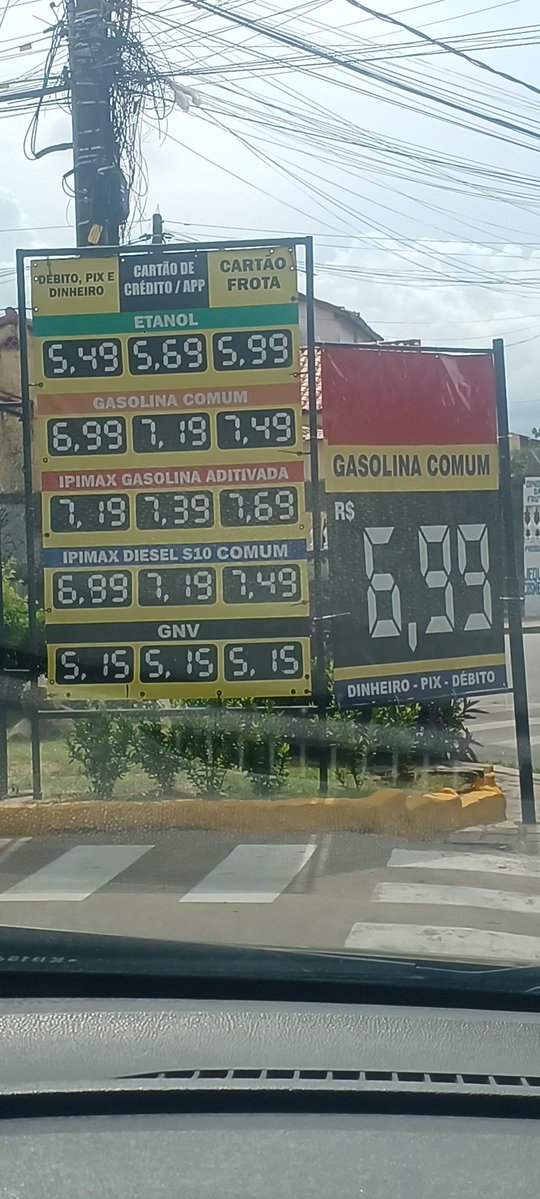 DÉBITO, PIX E DINHEIRO
CARTÃO DE CRÉDITO / APP
CARTÃO FROTA
ETANOL
5,49 5,69 5,99
GASOLINA COMUM
6,99 7,19 7,49
IPIMAX GASOLINA ADITIVADA
7,19 7,39 7,69
IPIMAX DIESEL S10 COMUM
6,99 7,19 7,49
GNV
5,15 5,15 5,15
GASOLINA COMUM
R$
6,99
DINHEIRO - PIX - DÉBITO